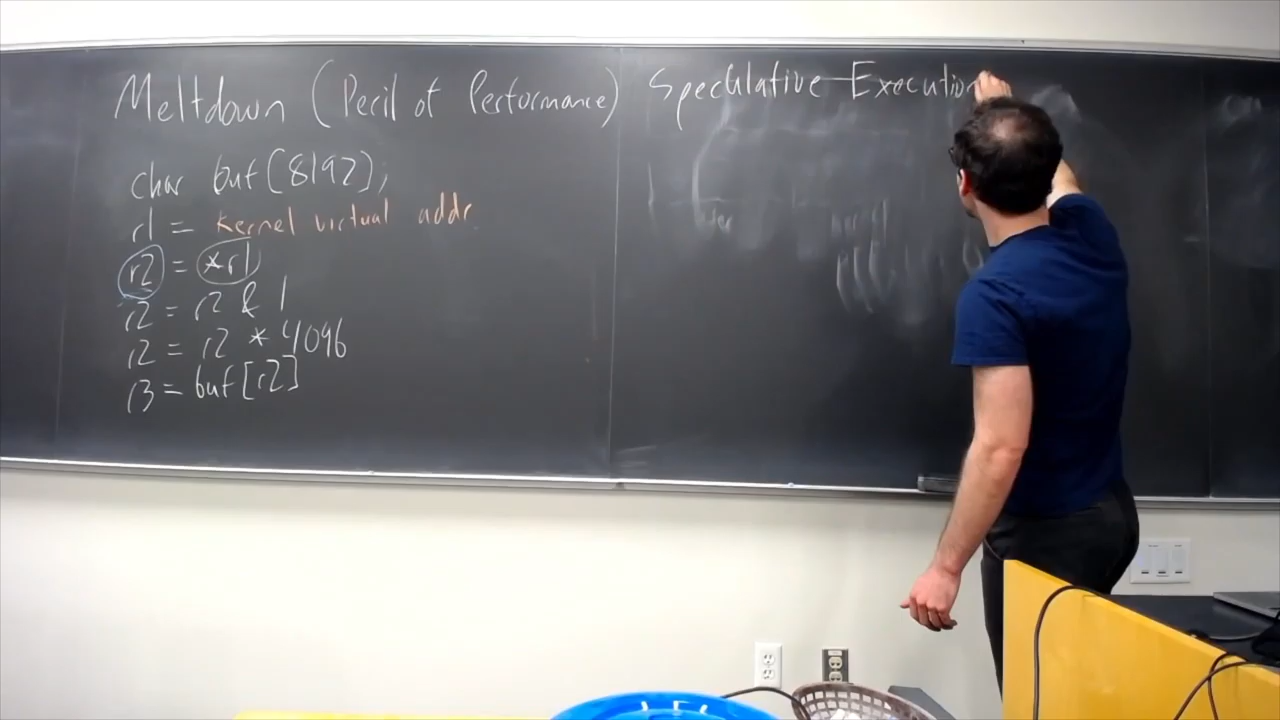 Meltdown (Peril of Performance)
char buf[8192];
r1 = kernel virtual addr.
r2 = *r1
r2 = r2 & 1
r2 = r2 * 4096
r3 = buf[r2]
Speculative Execution